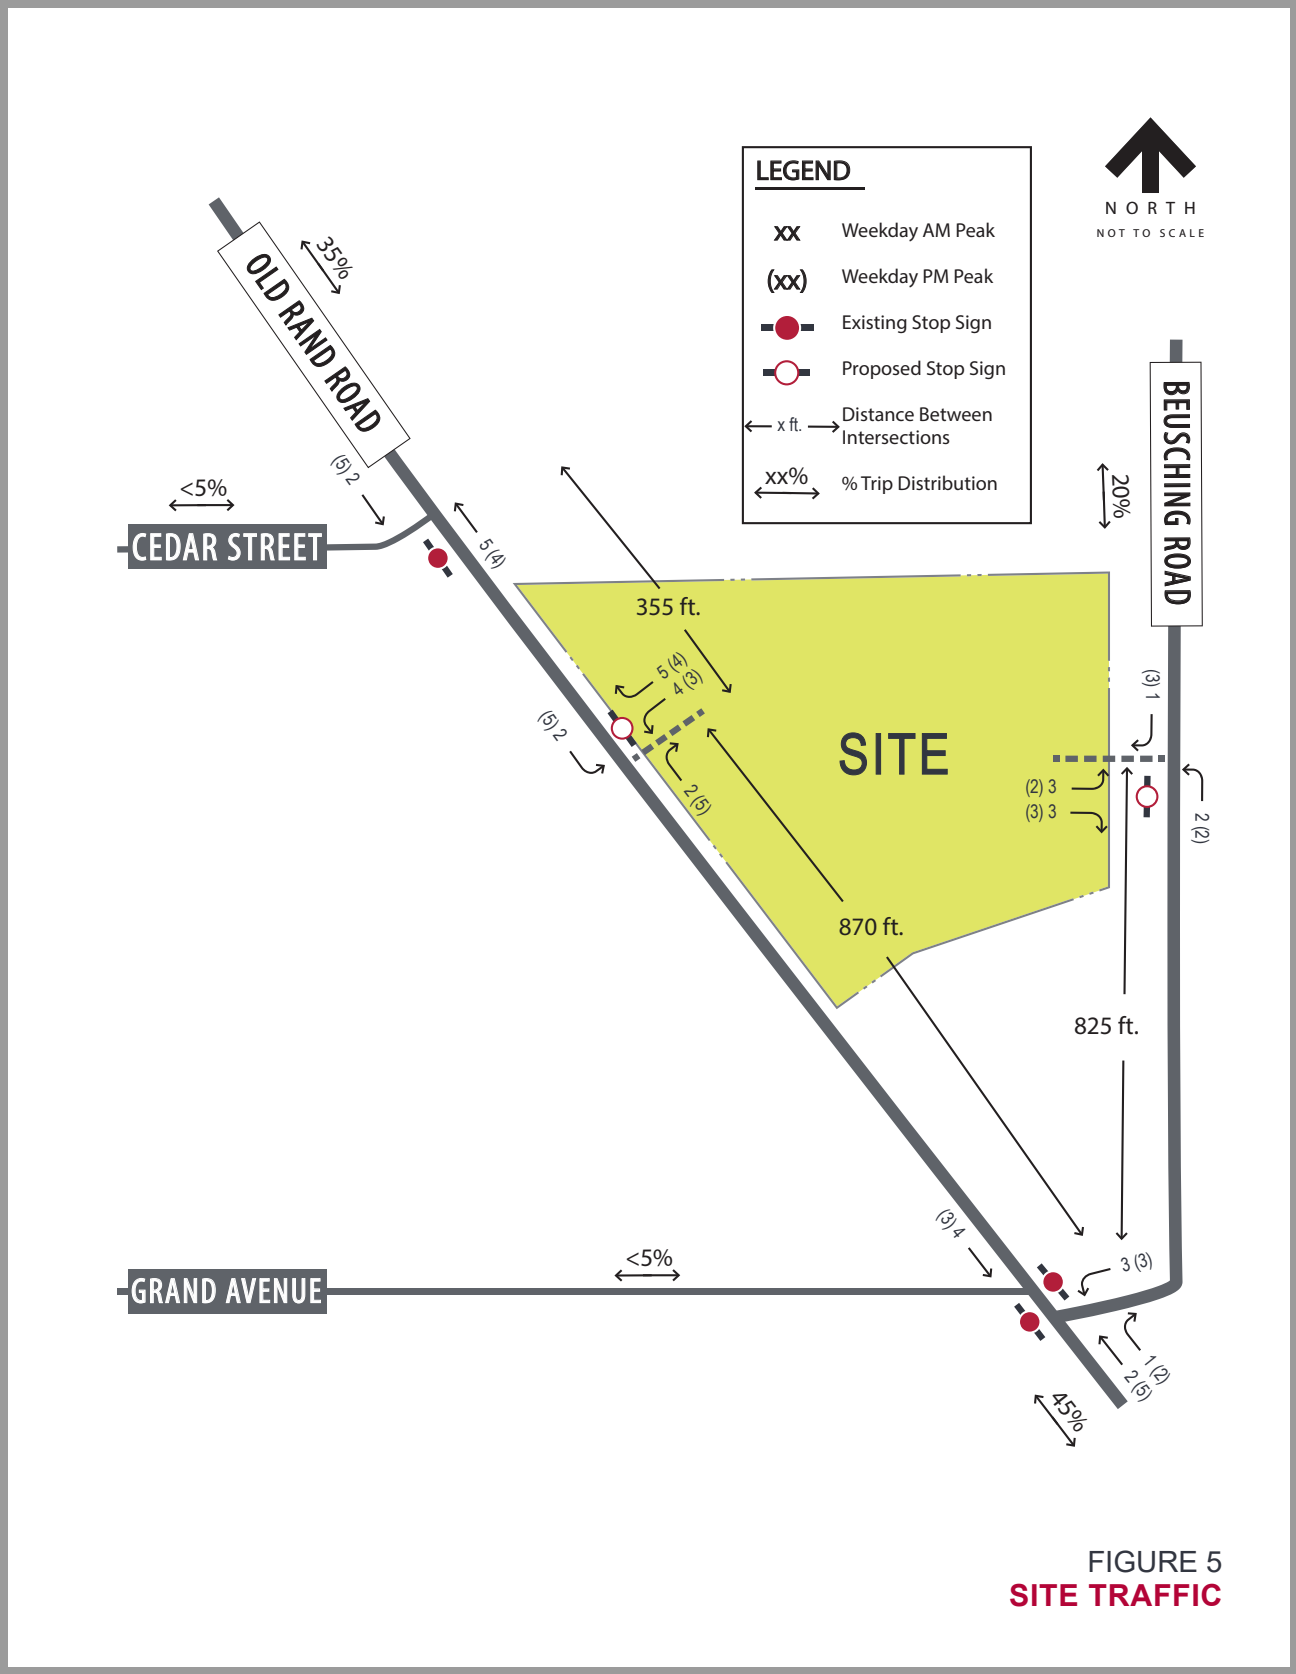 LEGEND
xx Weekday AM Peak
(xx) Weekday PM Peak
Existing Stop Sign
Proposed Stop Sign
x ft. Distance Between
Intersections
xx% % Trip Distribution
NORTH
NOT TO SCALE
35%
OLD RAND ROAD
(5) 2
<5%
CEDAR STREET
5 (4)
20%
BEUSCHING ROAD
355 ft.
5 (4)
4 (3)
(5) 2
2 (5)
SITE
(3) 1
(2) 3
(3) 3
2 (2)
870 ft.
825 ft.
(3) 4
<5%
GRAND AVENUE
3 (3)
1 (2)
2 (5)
45%
FIGURE 5
SITE TRAFFIC